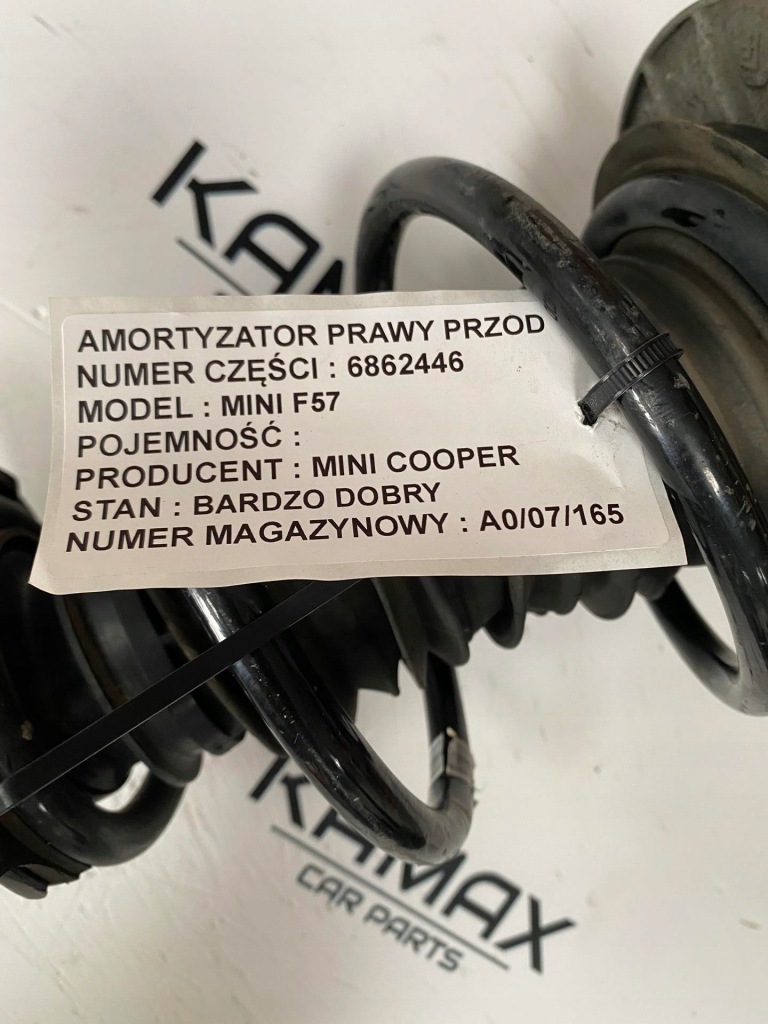 KAMAX
AMORTYZATOR PRAWY PRZOD
NUMER CZĘŚCI : 6862446
MODEL : MINI F57
POJEMNOŚĆ :
PRODUCENT : MINI COOPER
STAN : BARDZO DOBRY
NUMER MAGAZYNOWY : A0/07/165
KAMAX
CAR PARTS